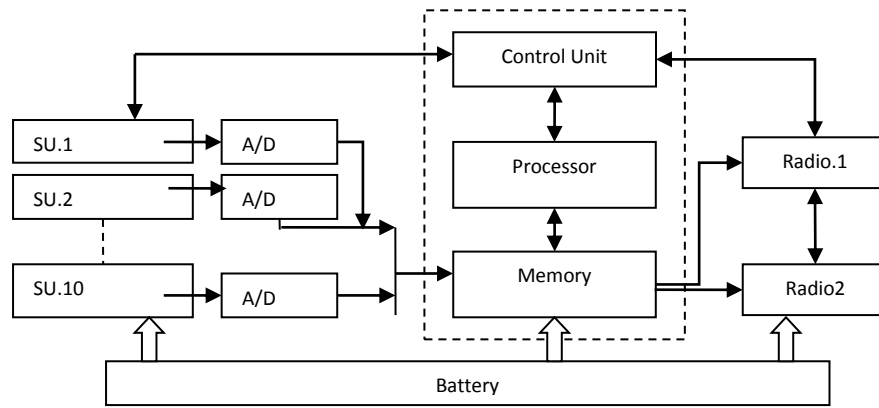 Control Unit
SU.1
A/D
Processor
Radio.1
SU.2
A/D
SU.10
A/D
Memory
Radio2
Battery